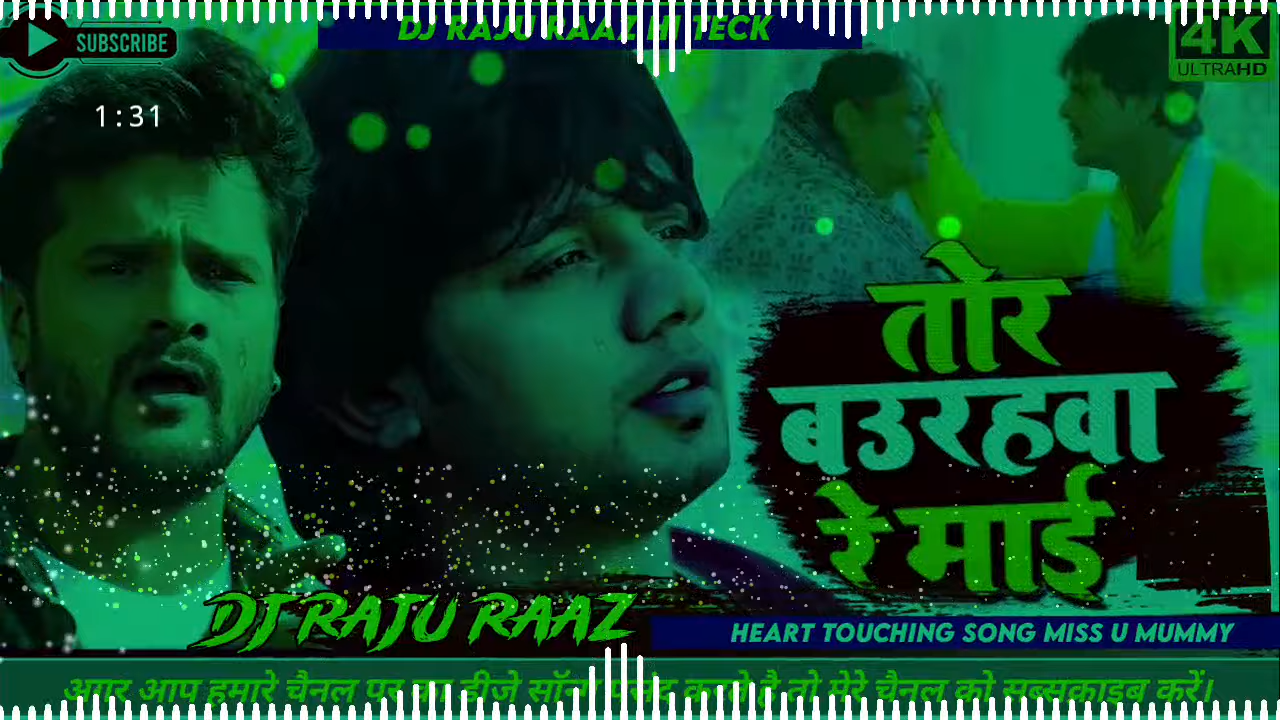 SUBSCRIBE
DJ RAJU RAAZ HI TECK
4K
ULTRAHD
1:31
तोर
बउरहवा
रे माई
DJ RAJU RAAZ
HEART TOUCHING SONG MISS U MUMMY
अगर आप हमारे चैनल पर का डीजे सॉन्ग पसंद करते है तो मेरे चैनल को सब्सक्राइब करें।